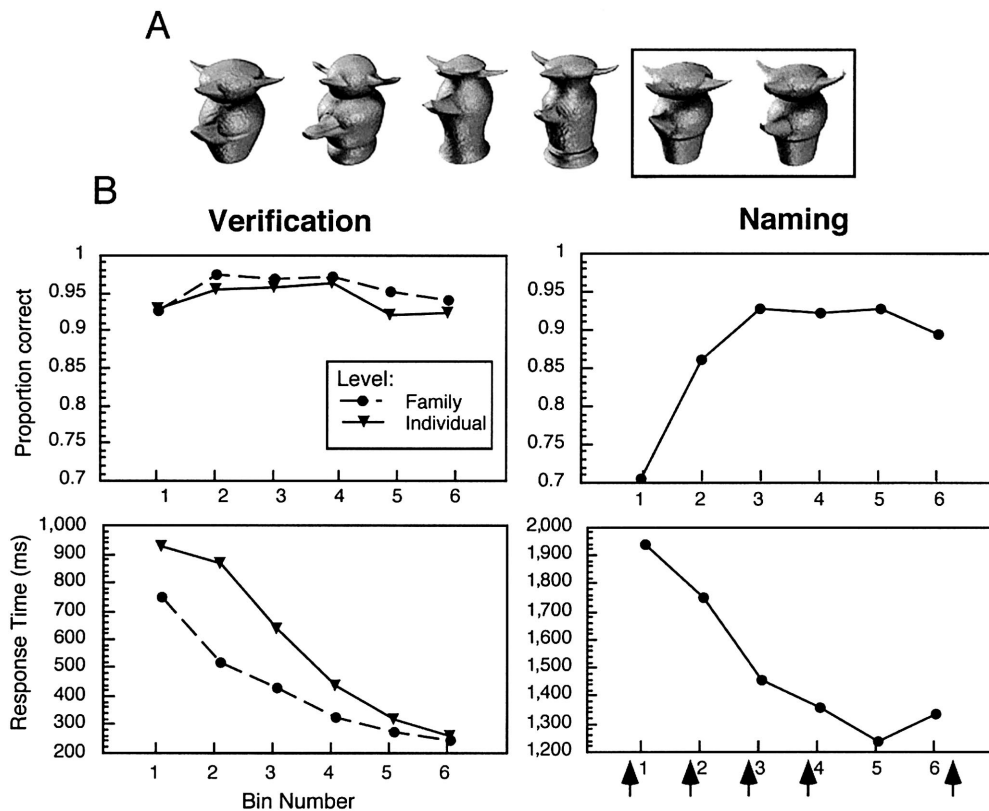 A
B
Verification
Naming
Proportion correct
1
0.95
0.9
0.85
0.8
0.75
0.7
Level:
Family
Individual
1 2 3 4 5 6
1
0.95
0.9
0.85
0.8
0.75
0.7
1 2 3 4 5 6
Response Time (ms)
1,000
900
800
700
600
500
400
300
200
1 2 3 4 5 6
Bin Number
2,000
1,900
1,800
1,700
1,600
1,500
1,400
1,300
1,200
1 2 3 4 5 6